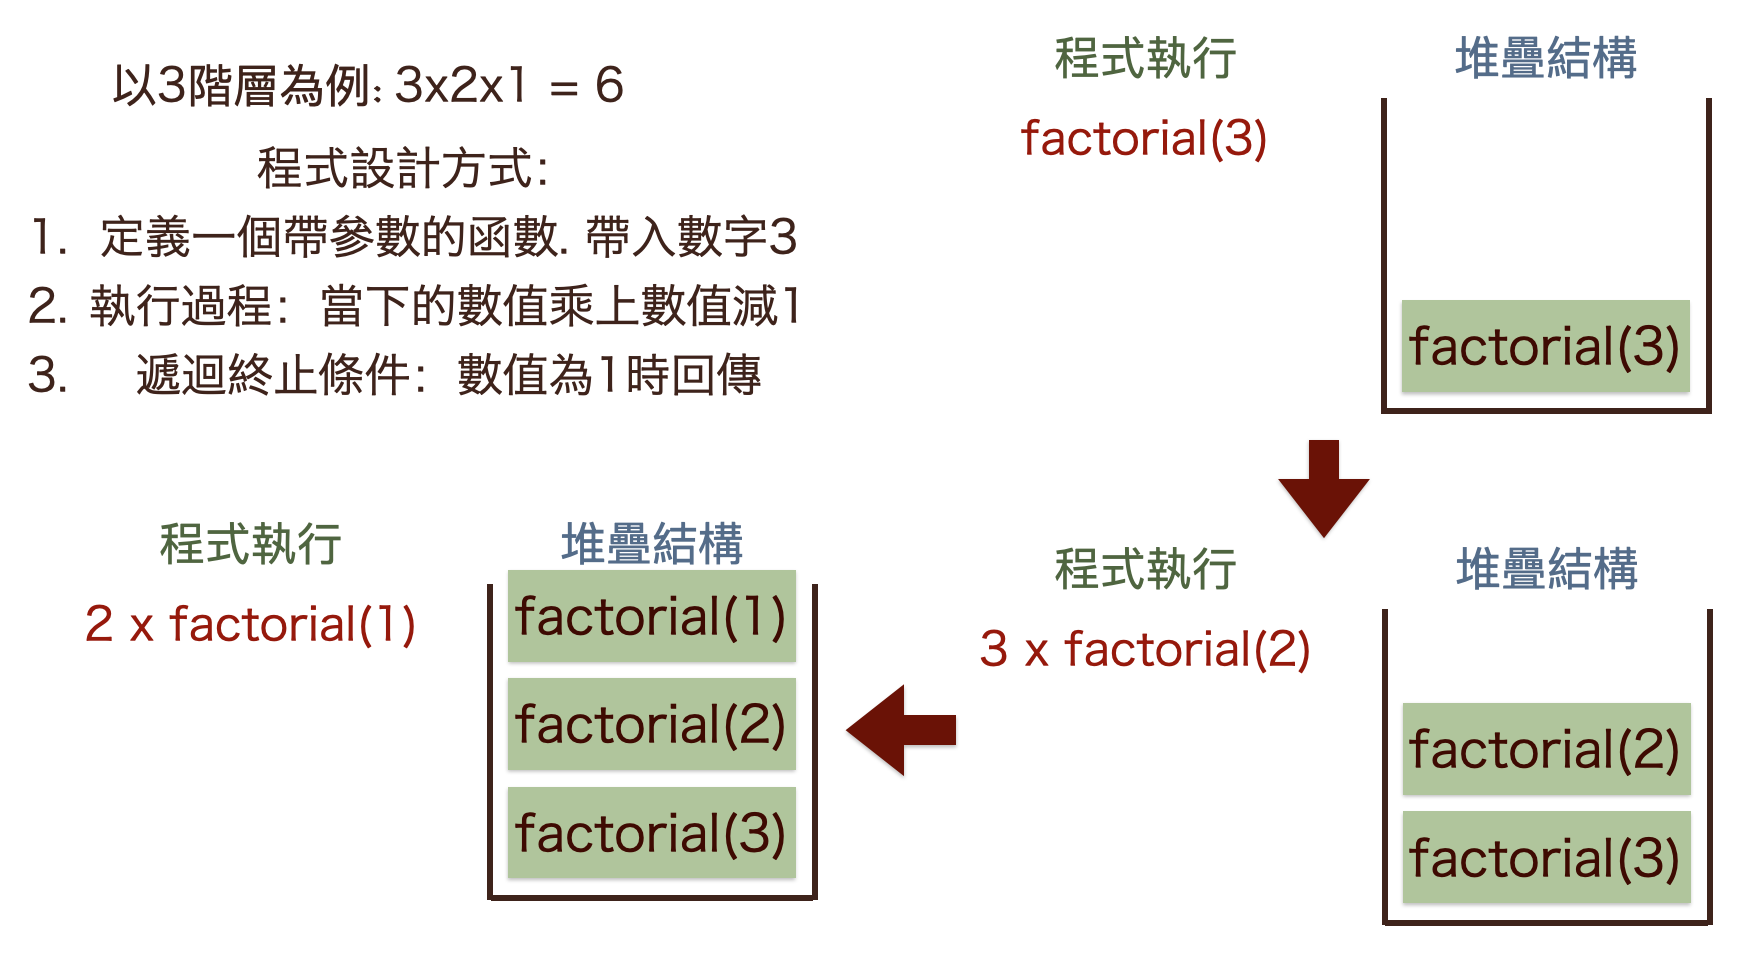 以3階層為例: 3x2x1 = 6
程式設計方式:
1. 定義一個帶參數的函數. 帶入數字3
2. 執行過程: 當下的數值乘上數值減1
3. 遞迴終止條件: 數值為1時回傳
程式執行
堆疊結構
factorial(3)
factorial(3)
程式執行
堆疊結構
3 x factorial(2)
factorial(2)
factorial(3)
程式執行
堆疊結構
2 x factorial(1)
factorial(1)
factorial(2)
factorial(3)